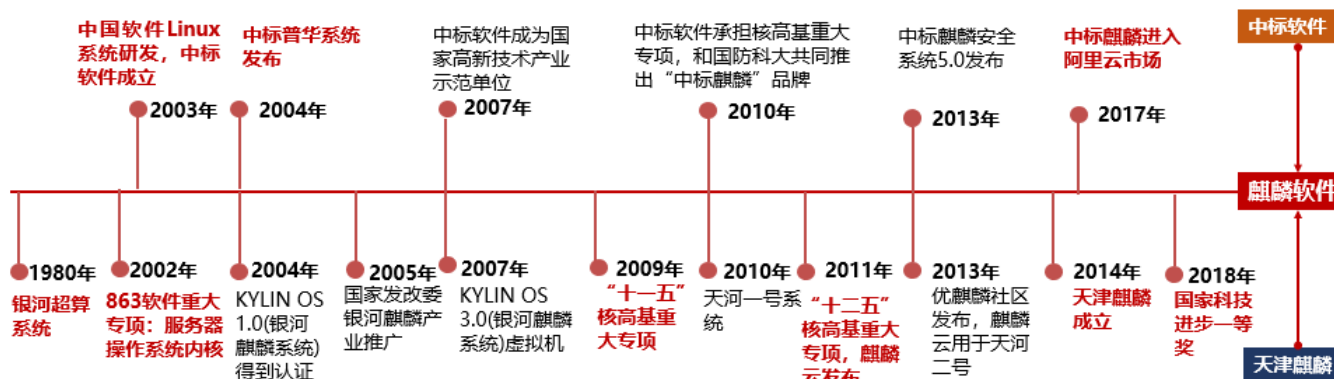 中国软件Linux
系统研发，中标
软件成立
2003年
中标普华系统
发布
2004年
中标软件成为国
家高新技术产业
示范单位
2007年
中标软件承担核高基重大
专项，和国防科大共同推
出“中标麒麟”品牌
2010年
中标麒麟安全
系统5.0发布
2013年
中标麒麟进入
阿里云市场
2017年
中标软件
麒麟软件
1980年
银河超算
系统
2002年
863软件重大
专项：服务器
操作系统内核
2004年
KYLIN OS
1.0(银河
麒麟系统)
得到认证
2005年
国家发改委
银河麒麟产
业推广
2007年
KYLIN OS
3.0(银河麒麟
系统)虚拟机
2009年
“十一五”
核高基重
大专项
2010年
天河一号系
统
2011年
“十二五”
核高基重大
专项，麒麟
云发布
2013年
优麒麟社区
发布，麒麟
云用于天河
二号
2014年
天津麒麟
成立
2018年
国家科技
进步一等
奖
天津麒麟